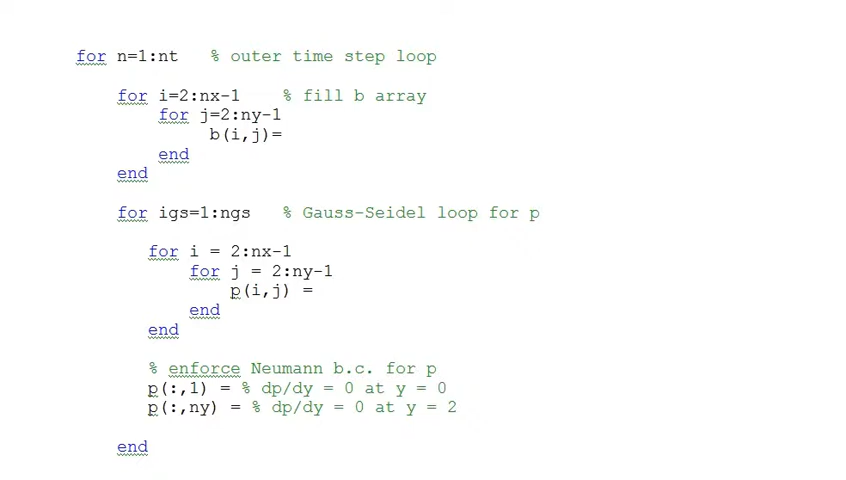 for n=1:nt % outer time step loop
for i=2:nx-1 % fill b array
for j=2:ny-1
b(i,j)=
end
end
for igs=1:ngs % Gauss-Seidel loop for p
for i = 2:nx-1
for j = 2:ny-1
p(i,j) =
end
end
% enforce Neumann b.c. for p
p(:,1) = % dp/dy = 0 at y = 0
p(:,ny) = % dp/dy = 0 at y = 2
end